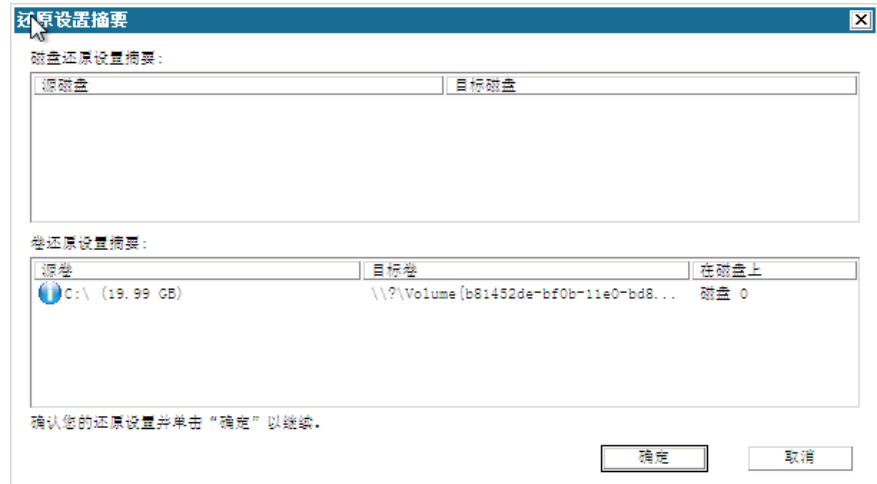 还原设置摘要
磁盘还原设置摘要:
源磁盘 目标磁盘
卷还原设置摘要:
源卷 目标卷 在磁盘上
C:\ (19.99 GB) \\?\Volume{b81452de-bf0b-11e0-bd8... 磁盘 0
确认您的还原设置并单击“确定”以继续.
确定 取消